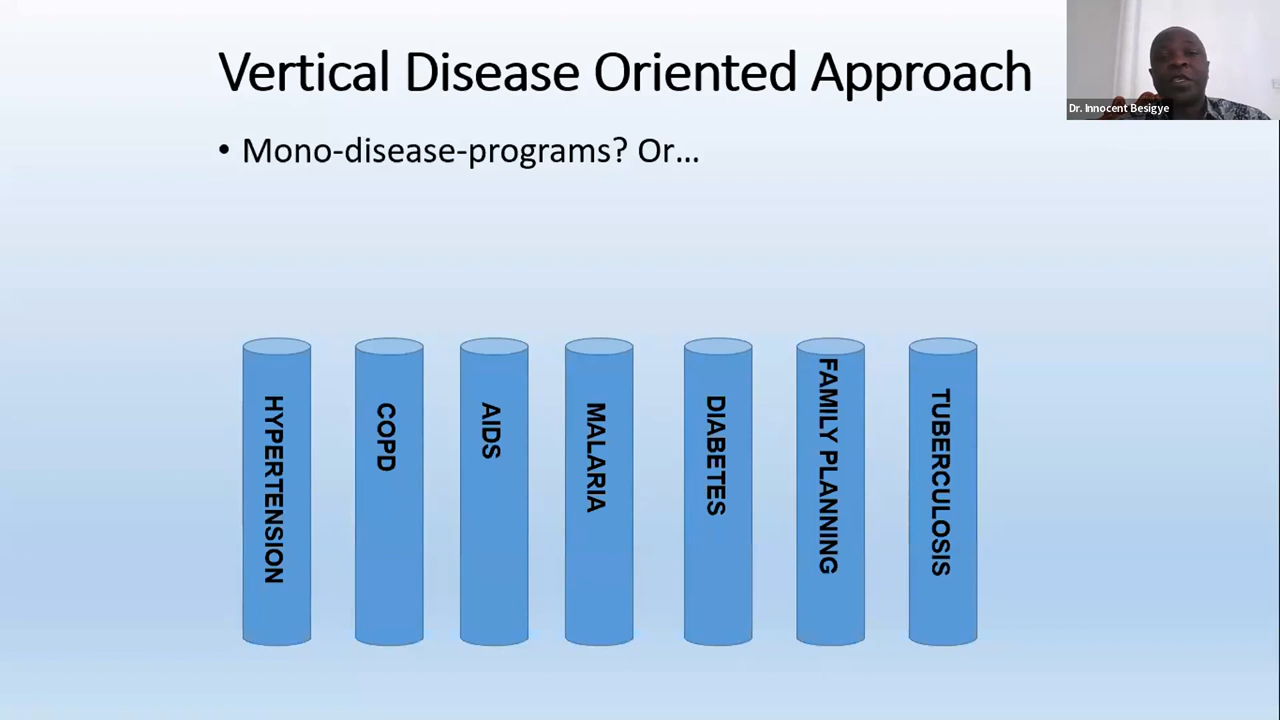 Vertical Disease Oriented Approach
Dr. Innocent Besigye
• Mono-disease-programs? Or…
HYPERTENSION
COPD
AIDS
MALARIA
DIABETES
FAMILY PLANNING
TUBERCULOSIS